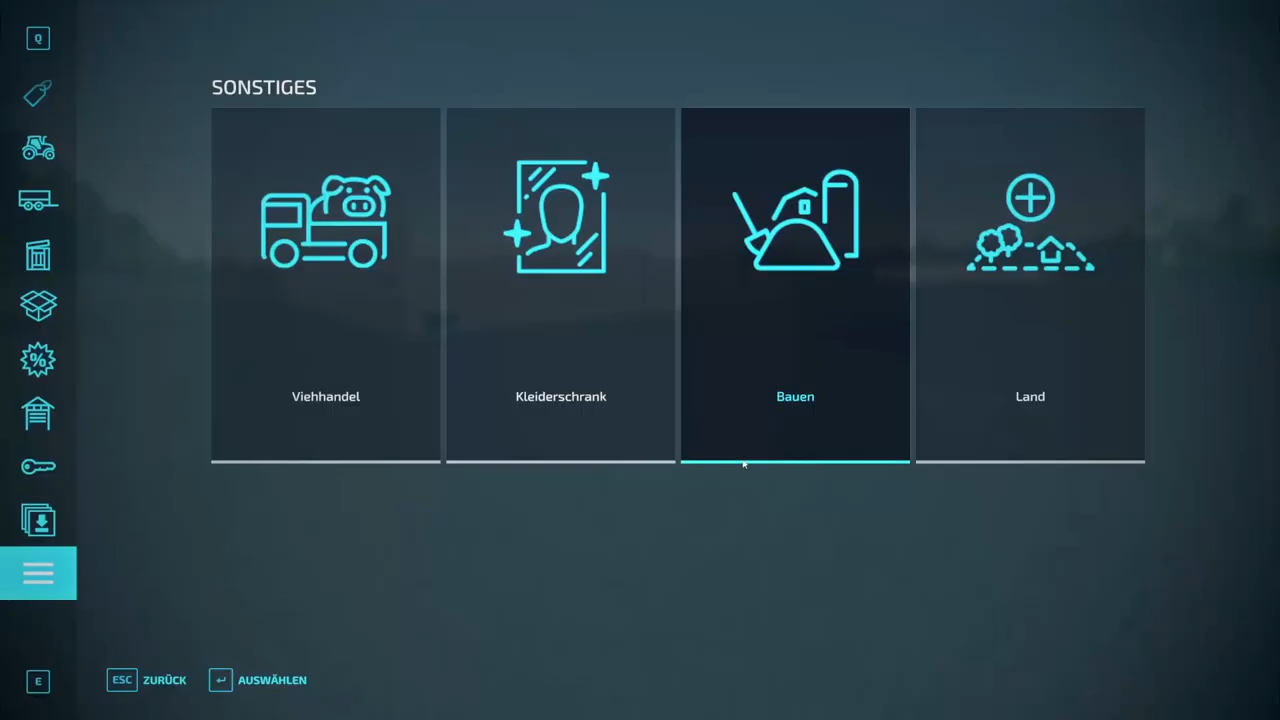 Q
SONSTIGES
%
Viehhandel
Kleiderschrank
Bauen
Land
ESC ZURÜCK
AUSWÄHLEN
E